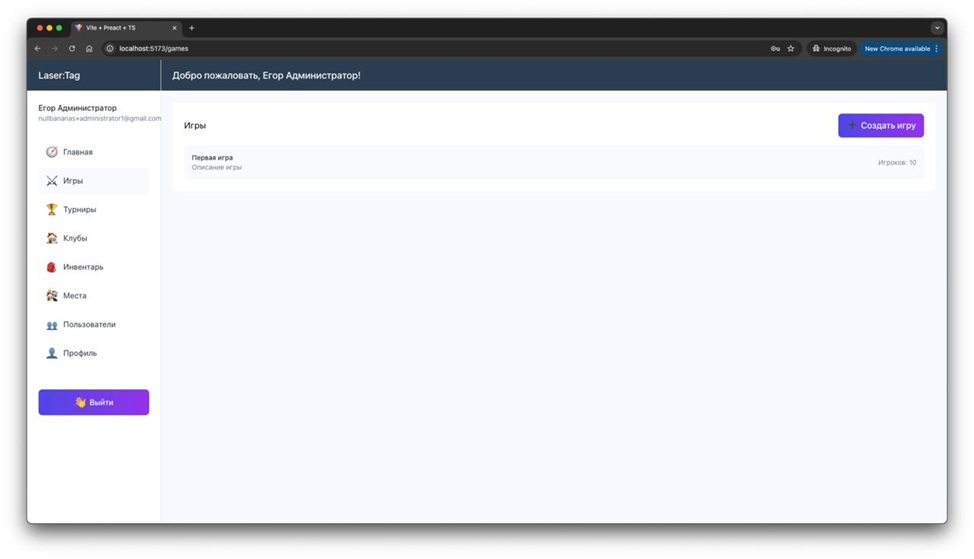 Vite + Preact + TS
localhost:5173/games
Incognito
New Chrome available
Laser:Tag
Добро пожаловать, Егор Администратор!
Егор Администратор
nullbananas+administrator1@gmail.com
Главная
Игры
Турниры
Клубы
Инвентарь
Места
Пользователи
Профиль
Выйти
Игры
Создать игру
Первая игра
Описание игры
Игроков: 10